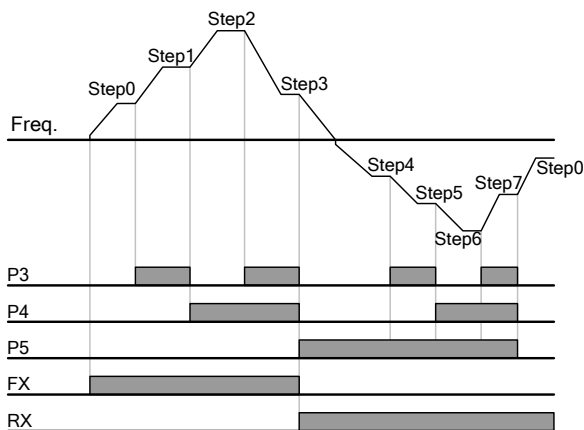 Step2
Step1
Step0
Step3
Freq.
Step4
Step0
Step7
Step5
Step6
P3
P4
P5
FX
RX